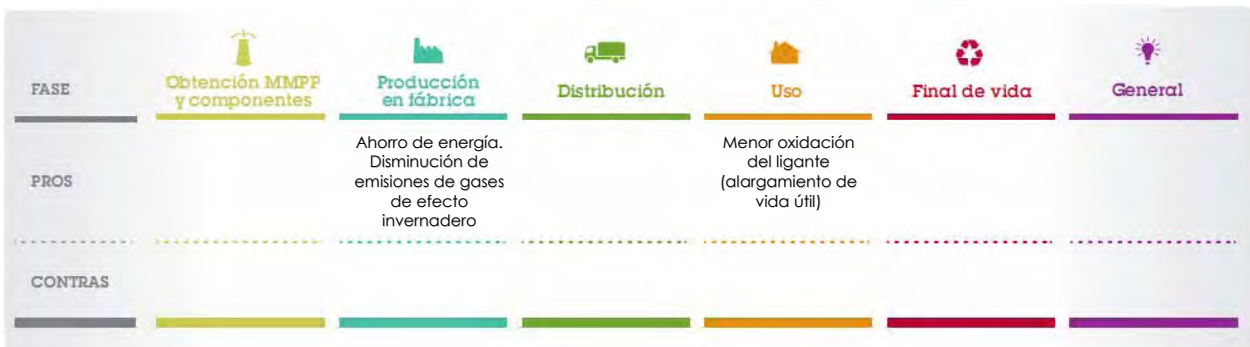 FASE
Obtención MMPP
y componentes
Producción
en fábrica
Distribución
Uso
Final de vida
General
PROS
Ahorro de energía.
Disminución de
emisiones de gases
de efecto
invernadero
Menor oxidación
del ligante
(alargamiento de
vida útil)
CONTRAS